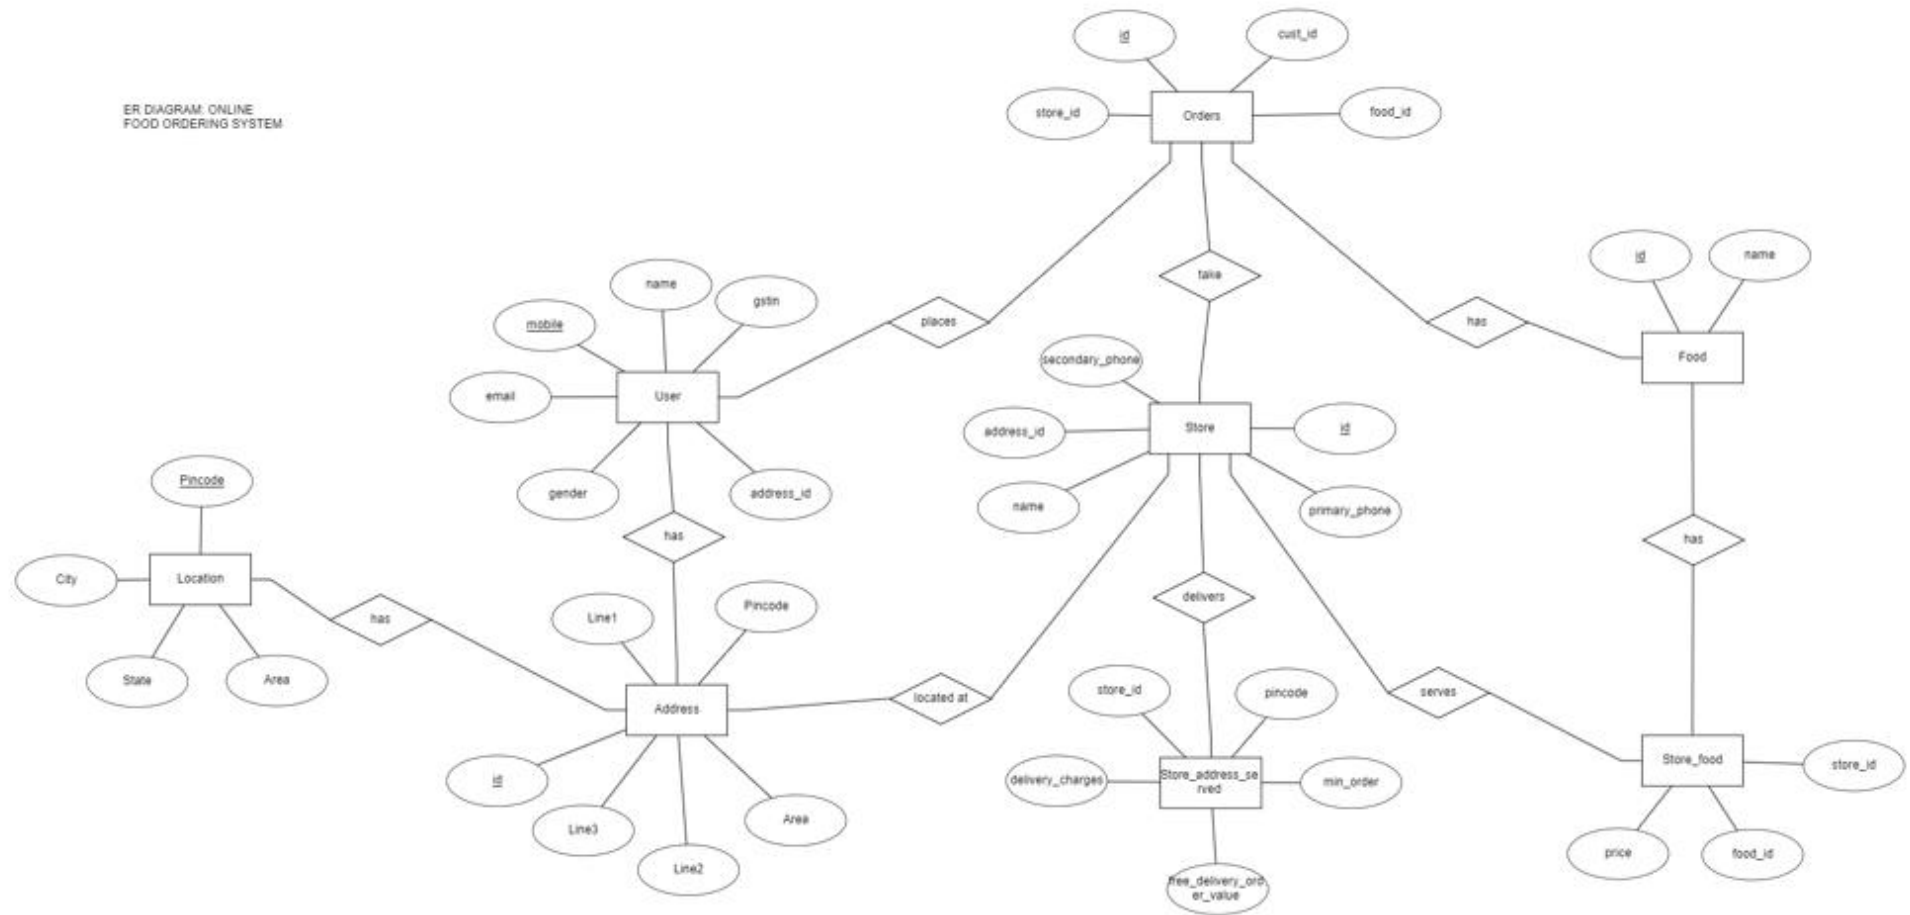 id
cust_id
ER DIAGRAM: ONLINE
FOOD ORDERING SYSTEM
store_id
Orders
food_id
id
name
name
gstin
take
mobile
places
has
secondary_phone
Food
email
User
address_id
Store
id
Pincode
gender
address_id
name
primary_phone
has
has
City
Location
delivers
Line1
Pincode
has
State
Area
store_id
pincode
located at
serves
Address
Store_address_se
rved
Store_food
store_id
id
delivery_charges
min_order
Line3
Area
price
food_id
Line2
free_delivery_ord
er_value